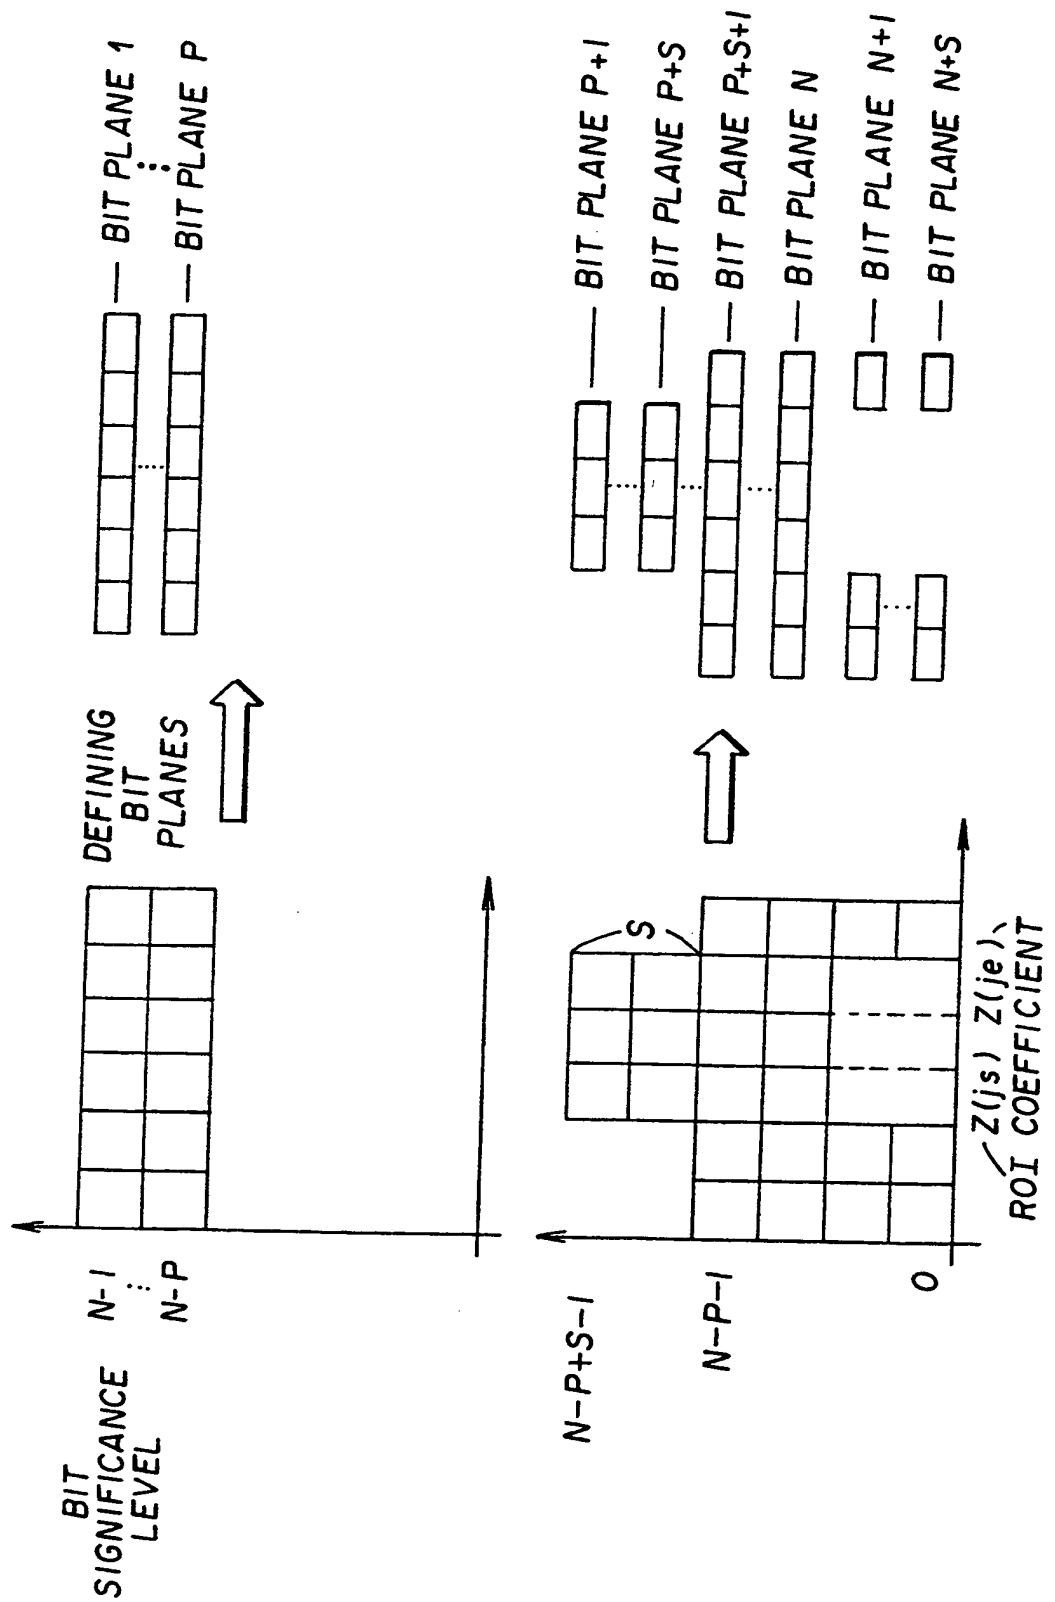 BIT
SIGNIFICANCE
LEVEL
N-1
⋮
N-P
DEFINING
BIT
PLANES
BIT PLANE 1
⋮
BIT PLANE P
N-P+S-1
N-P-1
0
S
Z(js) Z(je)
ROI COEFFICIENT
BIT PLANE P+1
BIT PLANE P+S
BIT PLANE P+S+1
BIT PLANE N
BIT PLANE N+1
BIT PLANE N+S